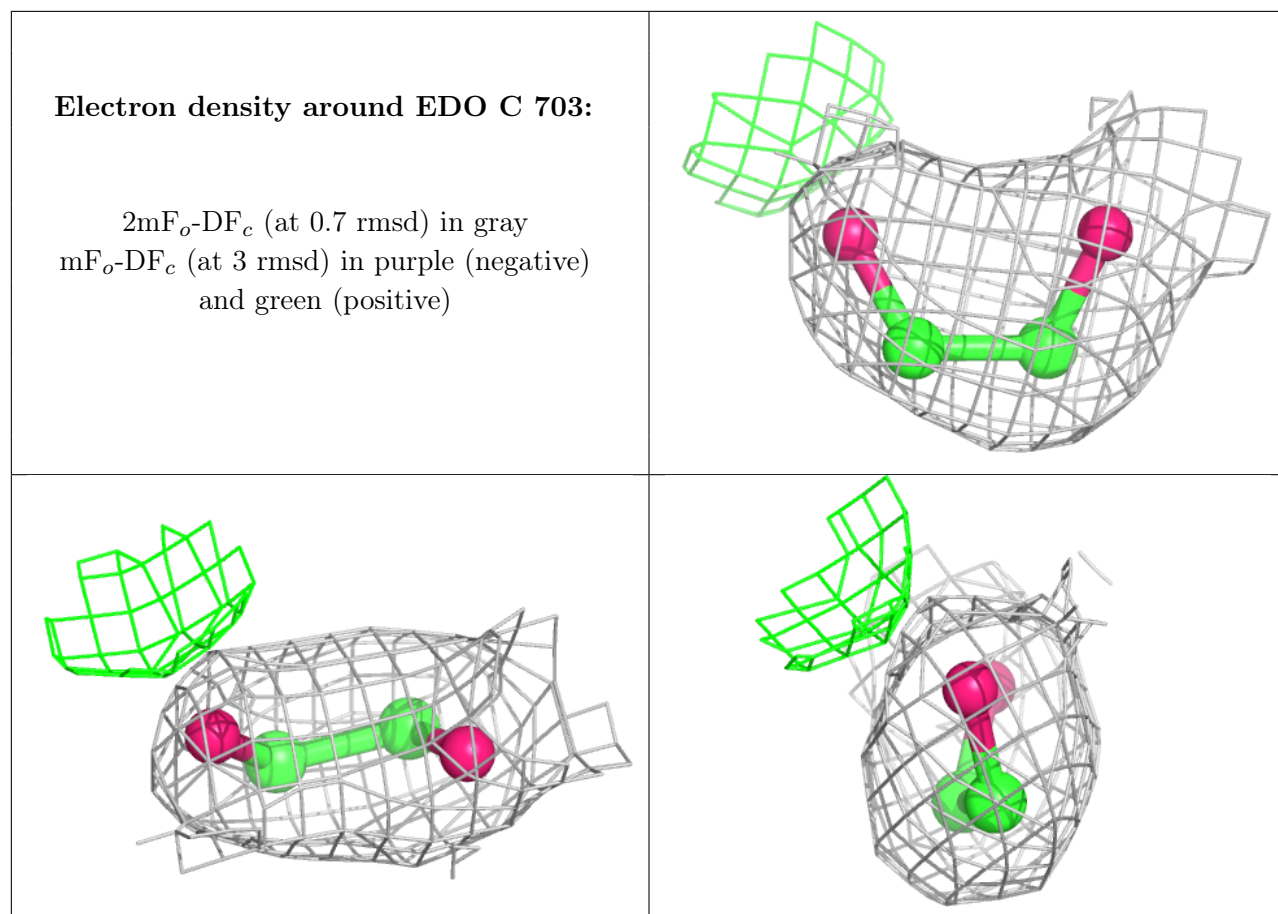 Electron density around EDO C 703:
2mFo-DFc (at 0.7 rmsd) in gray
mFo-DFc (at 3 rmsd) in purple (negative)
and green (positive)